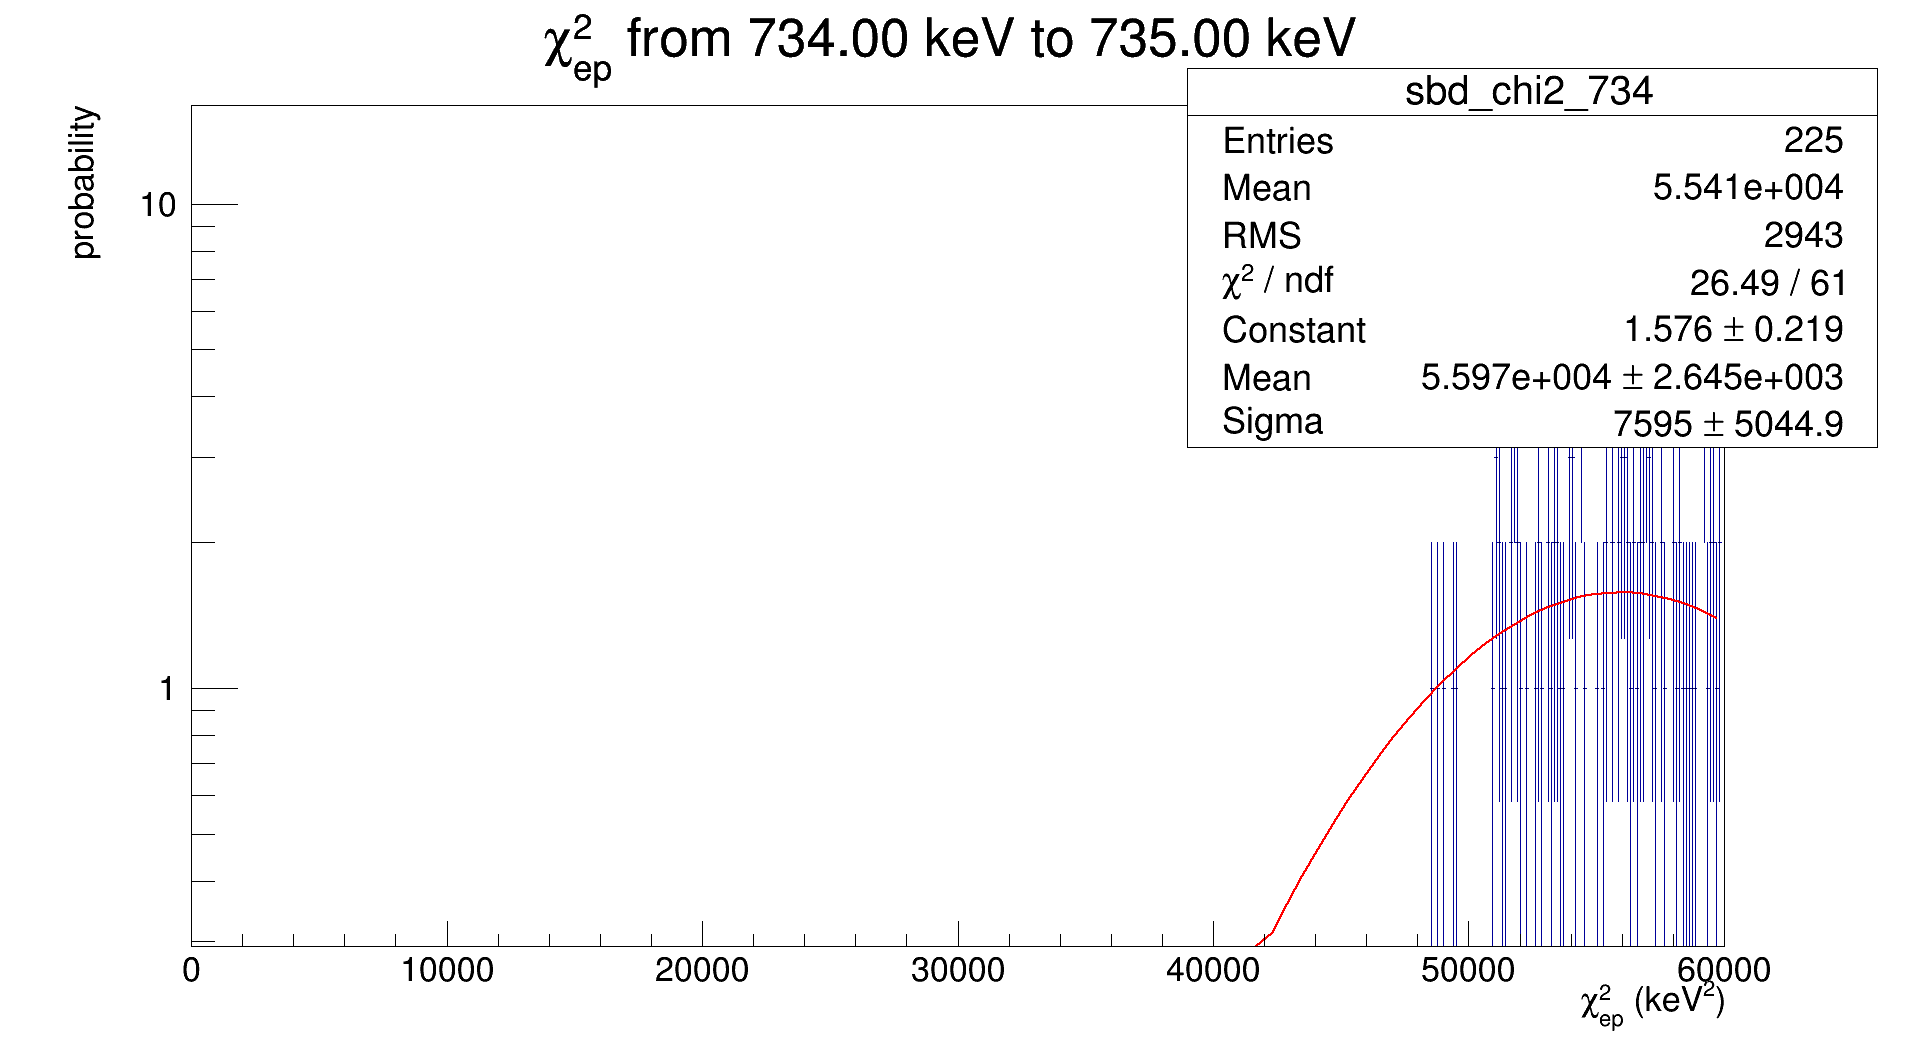 χ²ep from 734.00 keV to 735.00 keV
sbd_chi2_734
Entries 225
Mean 5.541e+004
RMS 2943
χ² / ndf 26.49 / 61
Constant 1.576 ± 0.219
Mean 5.597e+004 ± 2.645e+003
Sigma 7595 ± 5044.9
probability
10
1
0 10000 20000 30000 40000 50000 60000
χ²ep (keV²)